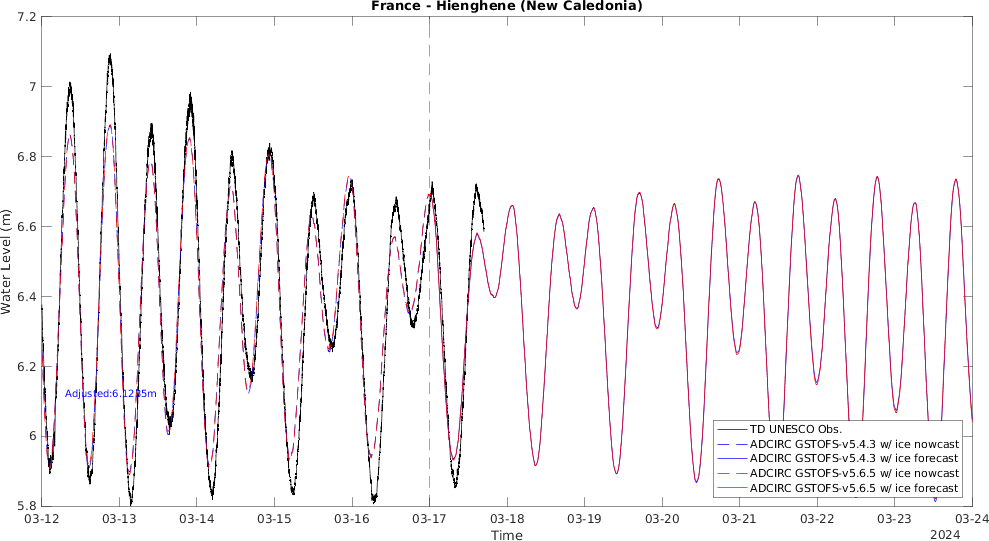 France - Hienghene (New Caledonia)
7.2
7
6.8
6.6
6.4
6.2
6
5.8
Water Level (m)
Adjusted:6.1235m
TD UNESCO Obs.
ADCIRC GSTOFS-v5.4.3 w/ ice nowcast
ADCIRC GSTOFS-v5.4.3 w/ ice forecast
ADCIRC GSTOFS-v5.6.5 w/ ice nowcast
ADCIRC GSTOFS-v5.6.5 w/ ice forecast
03-12 03-13 03-14 03-15 03-16 03-17 03-18 03-19 03-20 03-21 03-22 03-23 03-24
Time
2024